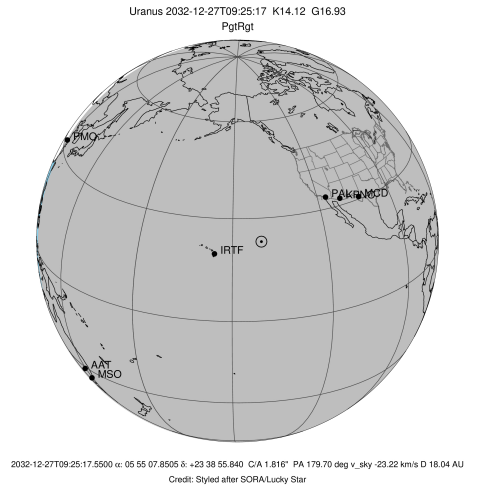 Uranus 2032-12-27T09:25:17 K14.12 G16.93
PgtRgt
PMO
PAL KPNO MCD
IRTF
AAT
MSO
2032-12-27T09:25:17.5500 α: 05 55 07.8505 δ: +23 38 55.840 C/A 1.816" PA 179.70 deg v_sky -23.22 km/s D 18.04 AU
Credit: Styled after SORA/Lucky Star